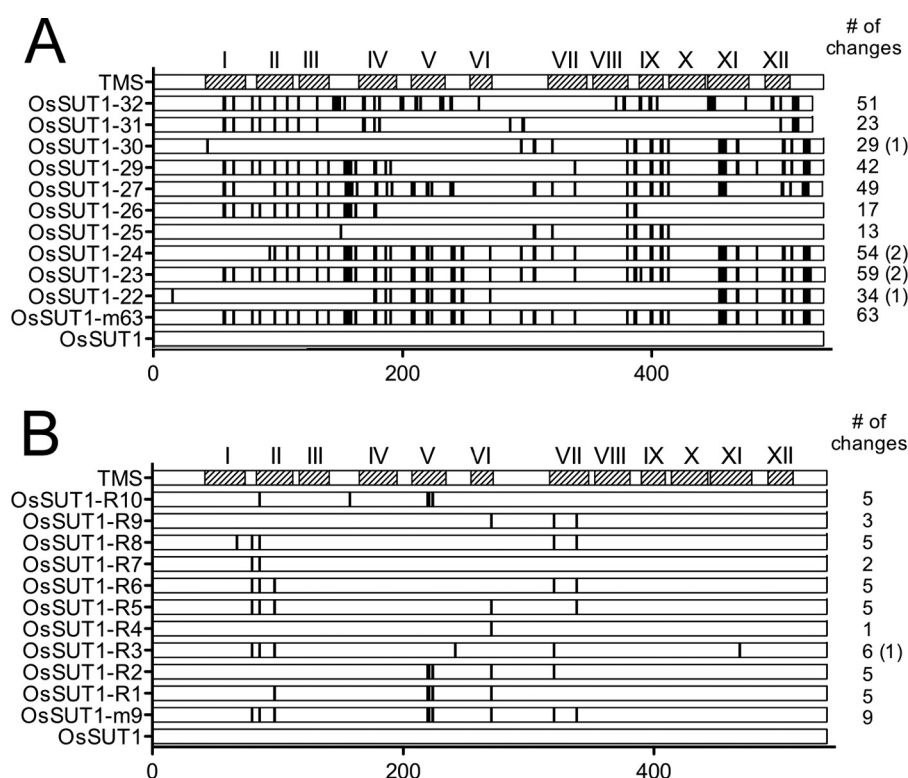 A
# of
changes
I II III IV V VI VII VIII IX X XI XII
TMS
OsSUT1-32 51
OsSUT1-31 23
OsSUT1-30 29 (1)
OsSUT1-29 42
OsSUT1-27 49
OsSUT1-26 17
OsSUT1-25 13
OsSUT1-24 54 (2)
OsSUT1-23 59 (2)
OsSUT1-22 34 (1)
OsSUT1-m63 63
OsSUT1
0 200 400
B
# of
changes
I II III IV V VI VII VIII IX X XI XII
TMS
OsSUT1-R10 5
OsSUT1-R9 3
OsSUT1-R8 5
OsSUT1-R7 2
OsSUT1-R6 5
OsSUT1-R5 5
OsSUT1-R4 1
OsSUT1-R3 6 (1)
OsSUT1-R2 5
OsSUT1-R1 5
OsSUT1-m9 9
OsSUT1
0 200 400